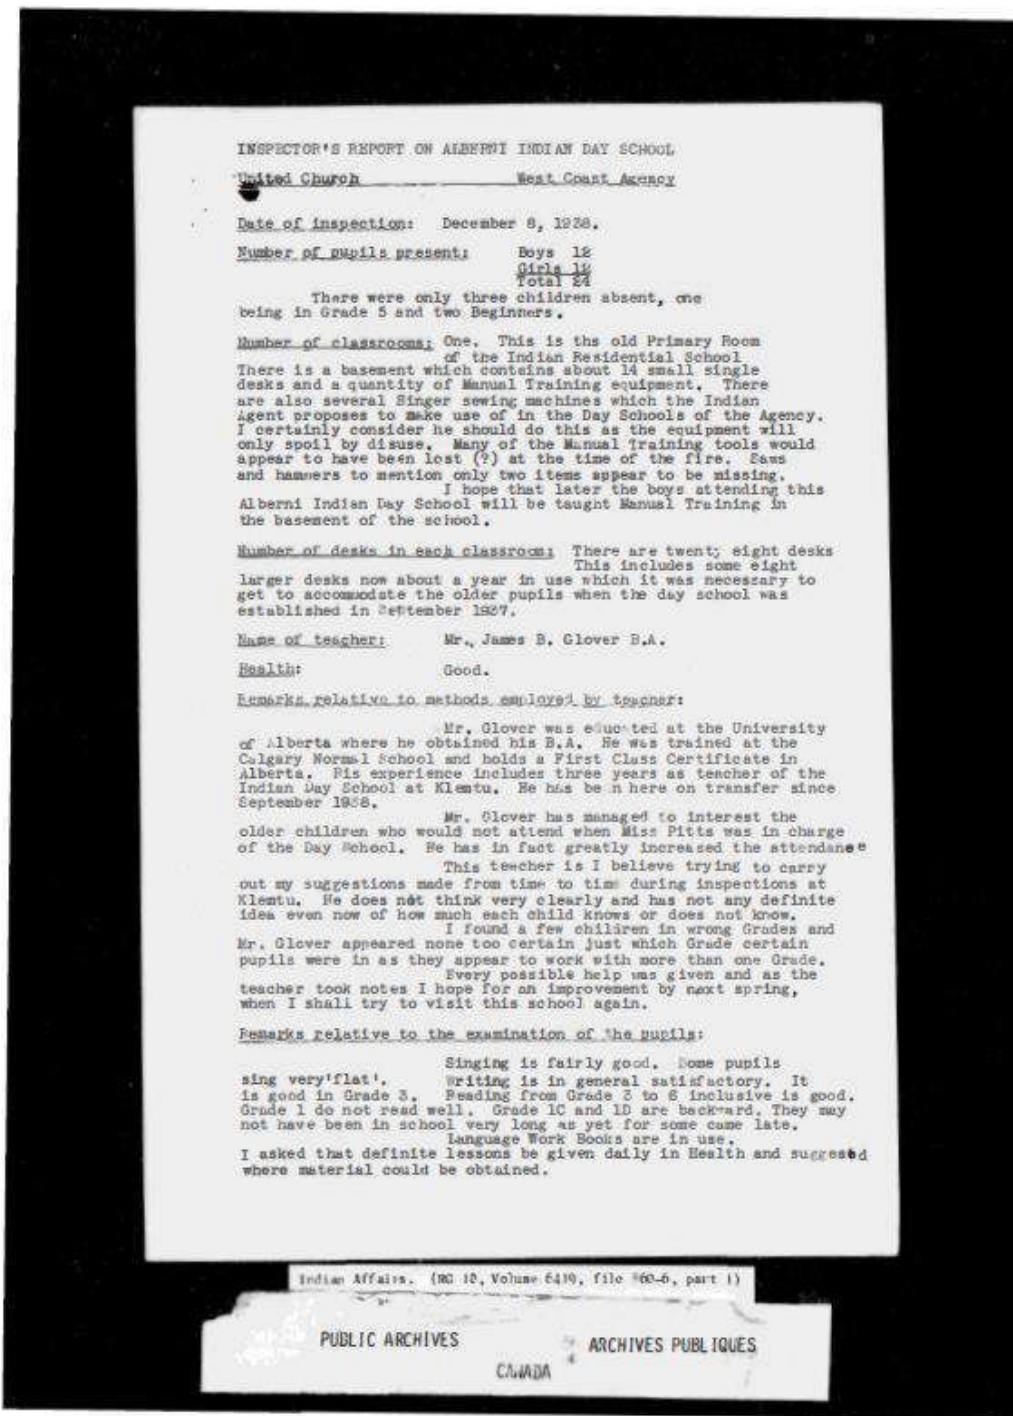 INSPECTOR'S REPORT ON ALBERNI INDIAN DAY SCHOOL
United Church West Coast Agency
Date of inspection: December 8, 1938.
Number of pupils present: Boys 12
Girls 12
Total 24
There were only three children absent, one
being in Grade 5 and two Beginners.
Number of classrooms: One. This is ths old Primary Room
of the Indian Residential School
There is a basement which contains about 14 small single
desks and a quantity of Manual Training equipment. There
are also several Singer sewing machines which the Indian
Agent proposes to make use of in the Day Schools of the Agency.
I certainly consider he should do this as the equipment will
only spoil by disuse. Many of the Manual Training tools would
appear to have been lost (?) at the time of the fire. Saws
and hammers to mention only two items appear to be missing.
I hope that later the boys attending this
Alberni Indian Day School will be taught Manual Training in
the basement of the school.
Number of desks in each classroom: There are twenty eight desks
This includes some eight
larger desks now about a year in use which it was necessary to
get to accommodate the older pupils when the day school was
established in September 1937.
Name of teacher: Mr., James B. Glover B.A.
Health: Good.
Remarks relative to methods employed by teacher:
Mr. Glover was educated at the University
of Alberta where he obtained his B.A. He was trained at the
Calgary Normal School and holds a First Class Certificate in
Alberta. His experience includes three years as teacher of the
Indian Day School at Klemtu. He has be n here on transfer since
September 1938.
Mr. Glover has managed to interest the
older children who would not attend when Miss Pitts was in charge
of the Day School. He has in fact greatly increased the attendance
This teacher is I believe trying to carry
out my suggestions made from time to time during inspections at
Klemtu. He does not think very clearly and has not any definite
idea even now of how much each child knows or does not know.
I found a few children in wrong Grades and
Mr. Glover appeared none too certain just which Grade certain
pupils were in as they appear to work with more than one Grade.
Every possible help was given and as the
teacher took notes I hope for an improvement by next spring,
when I shall try to visit this school again.
Remarks relative to the examination of the pupils:
Singing is fairly good. Some pupils
sing very 'flat'. Writing is in general satisfactory. It
is good in Grade 3. Reading from Grade 3 to 6 inclusive is good.
Grade 1 do not read well. Grade 1C and 1D are backward. They may
not have been in school very long as yet for some came late.
Language Work Books are in use.
I asked that definite lessons be given daily in Health and suggested
where material could be obtained.
Indian Affairs. (RG 10, Volume 6419, file 960-6, part 1)
PUBLIC ARCHIVES ARCHIVES PUBLIQUES
CANADA